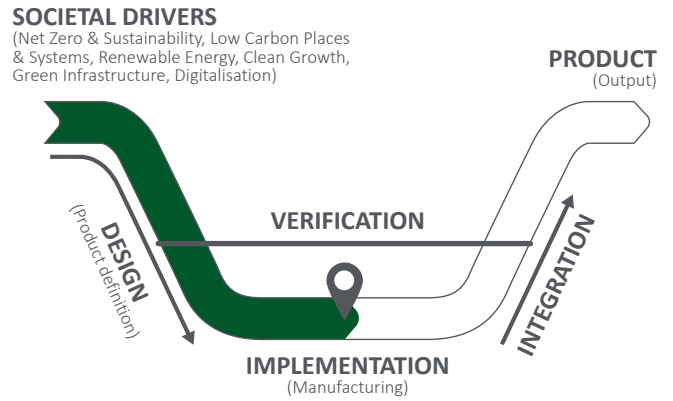 SOCIETAL DRIVERS
(Net Zero & Sustainability, Low Carbon Places
& Systems, Renewable Energy, Clean Growth,
Green Infrastructure, Digitalisation)
PRODUCT
(Output)
VERIFICATION
DESIGN
(Product definition)
INTEGRATION
IMPLEMENTATION
(Manufacturing)